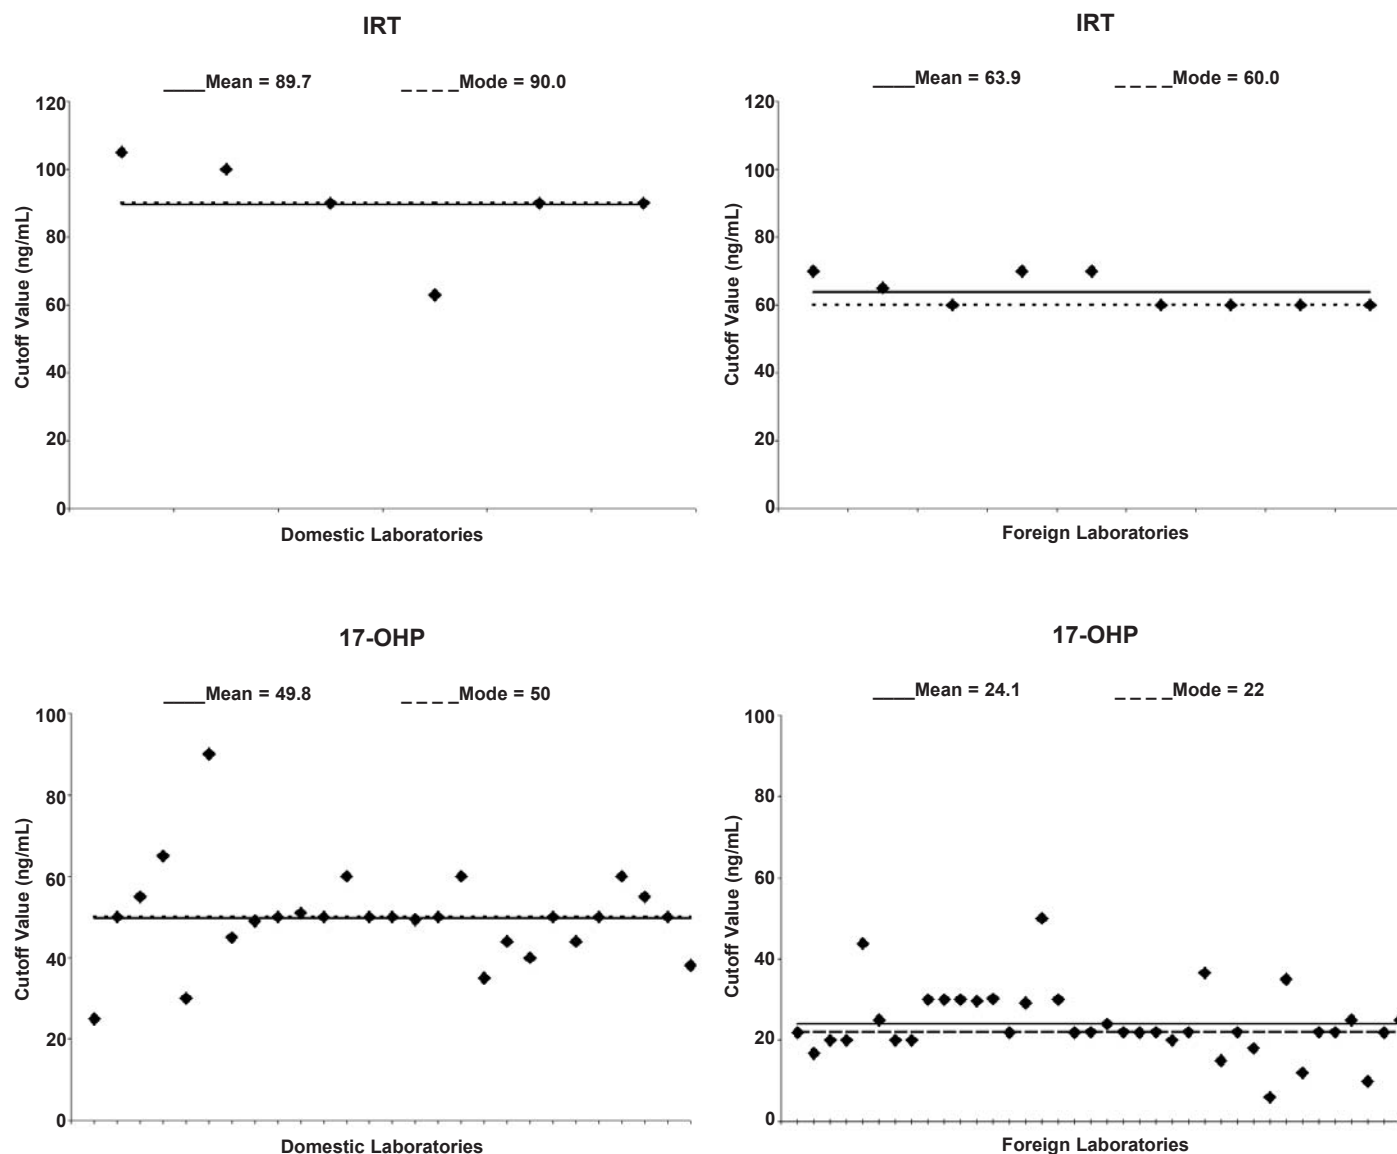 IRT
____Mean = 89.7 _ _ _ _Mode = 90.0
120
100
80
60
40
20
0
Cutoff Value (ng/mL)
Domestic Laboratories
IRT
____Mean = 63.9 _ _ _ _Mode = 60.0
120
100
80
60
40
20
0
Cutoff Value (ng/mL)
Foreign Laboratories
17-OHP
____Mean = 49.8 _ _ _ _Mode = 50
100
80
60
40
20
0
Cutoff Value (ng/mL)
Domestic Laboratories
17-OHP
____Mean = 24.1 _ _ _ _Mode = 22
100
80
60
40
20
0
Cutoff Value (ng/mL)
Foreign Laboratories